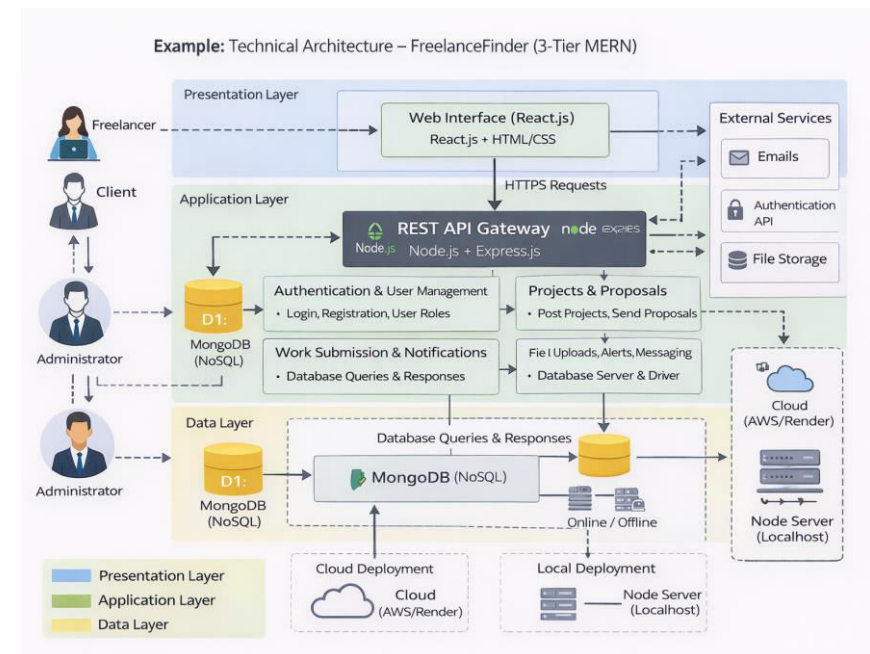 Example: Technical Architecture – FreelanceFinder (3-Tier MERN)
Presentation Layer
Freelancer
Web Interface (React.js)
React.js + HTML/CSS
External Services
Emails
Authentication
API
File Storage
Client
HTTPS Requests
Application Layer
REST API Gateway
Node.js
Node.js + Express.js
node
EXPIES
Authentication & User Management
• Login, Registration, User Roles
Projects & Proposals
• Post Projects, Send Proposals
D1:
MongoDB
(NoSQL)
Administrator
Work Submission & Notifications
• Database Queries & Responses
Fie I Uploads, Alerts, Messaging
• Database Server & Driver
Cloud
(AWS/Render)
Node Server
(Localhost)
Data Layer
Database Queries & Responses
D1:
MongoDB
(NoSQL)
MongoDB (NoSQL)
Online / Offline
Administrator
Cloud Deployment
Cloud
(AWS/Render)
Local Deployment
Node Server
(Localhost)
Presentation Layer
Application Layer
Data Layer